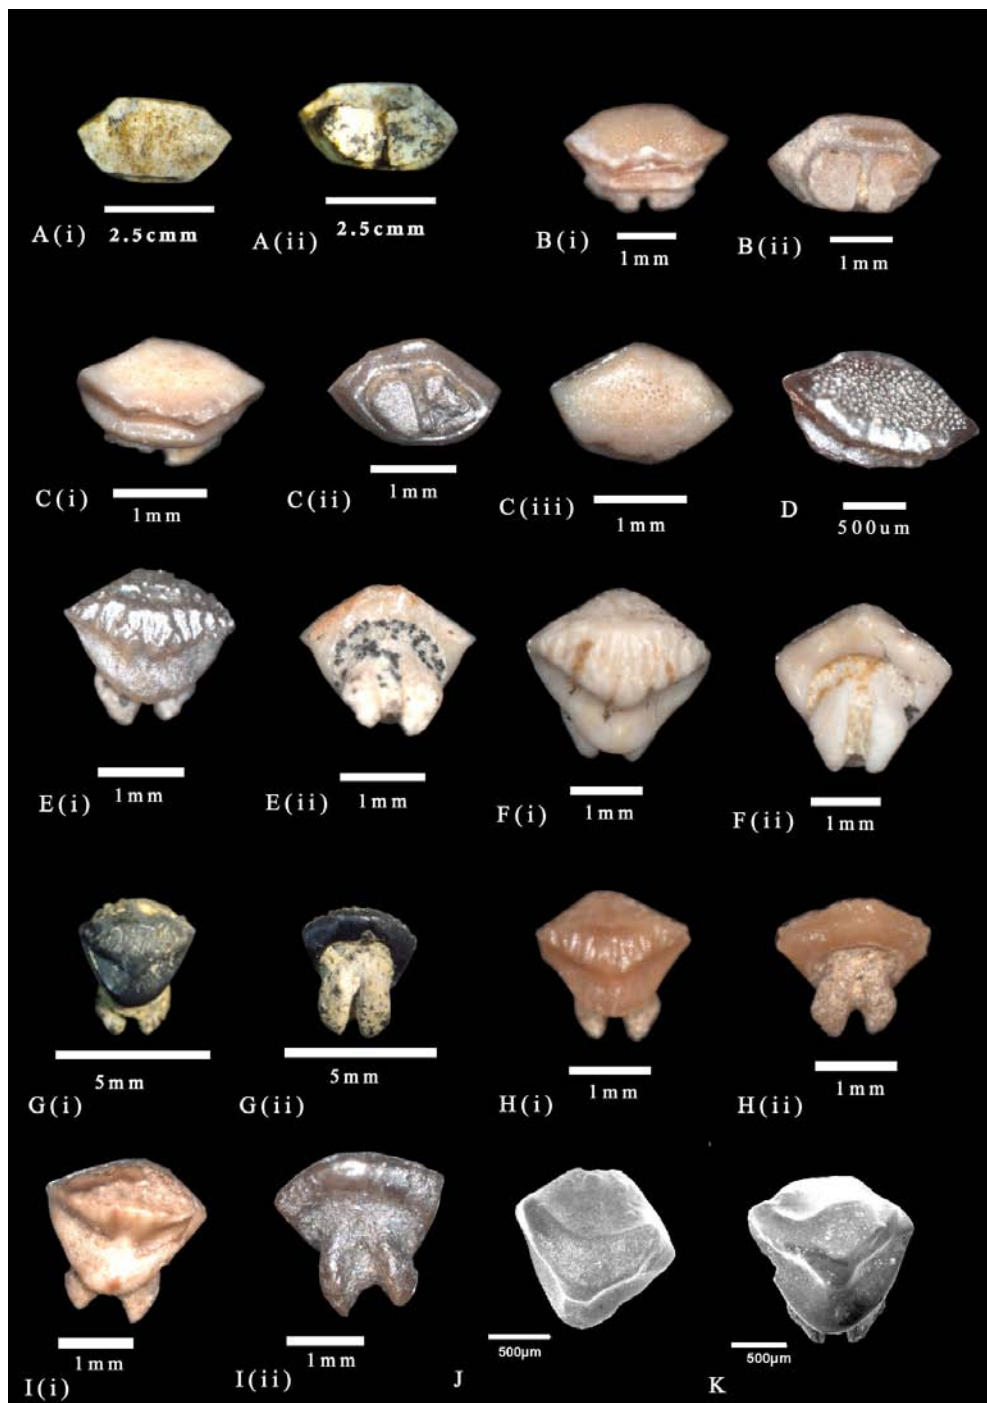 A(i) 2.5cmm
A(ii) 2.5cmm
B(i) 1mm
B(ii) 1mm
C(i) 1mm
C(ii) 1mm
C(iii) 1mm
D 500um
E(i) 1mm
E(ii) 1mm
F(i) 1mm
F(ii) 1mm
G(i) 5mm
G(ii) 5mm
H(i) 1mm
H(ii) 1mm
I(i) 1mm
I(ii) 1mm
J 500µm
K 500µm